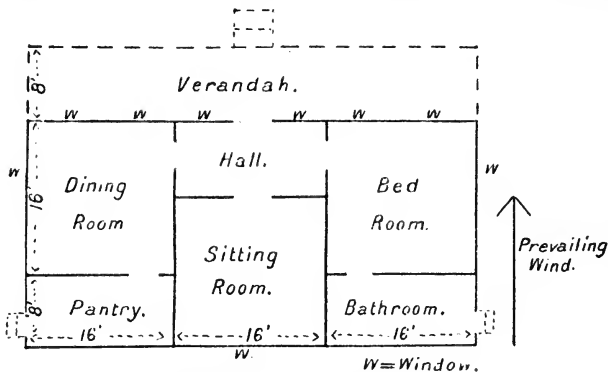 Verandah.
8'
W W W W W W
Hall.
W
W
16'
Dining
Room
Bed
Room.
Sitting
Room.
Prevailing
Wind.
Pantry.
Bathroom.
8'
16'
16'
16'
W.
W=Window.